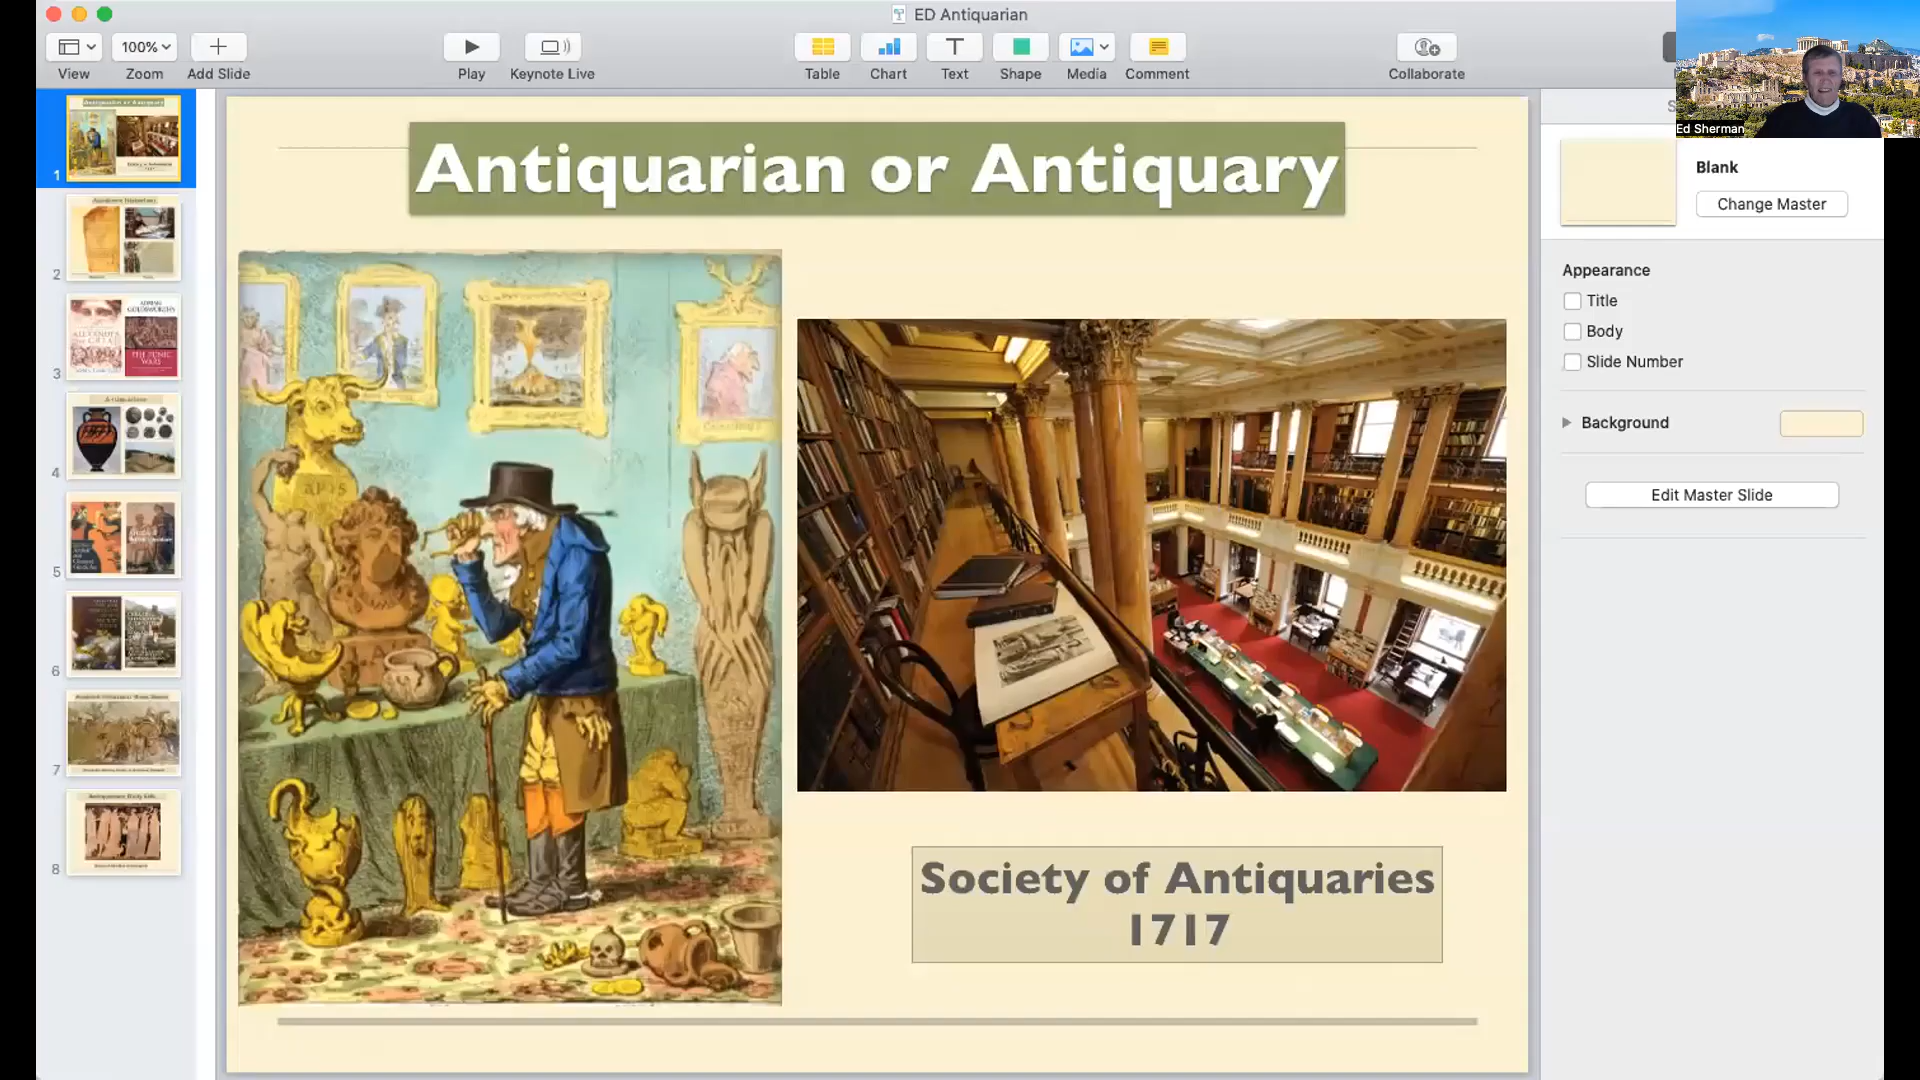 ED Antiquarian
View
100%
Zoom
Add Slide
Play
Keynote Live
Table
Chart
Text
Shape
Media
Comment
Collaborate
Ed Sherman
1
2
3
4
5
6
7
8
Antiquarian or Antiquary
APIS
Society of Antiquaries
1717
Blank
Change Master
Appearance
Title
Body
Slide Number
Background
Edit Master Slide